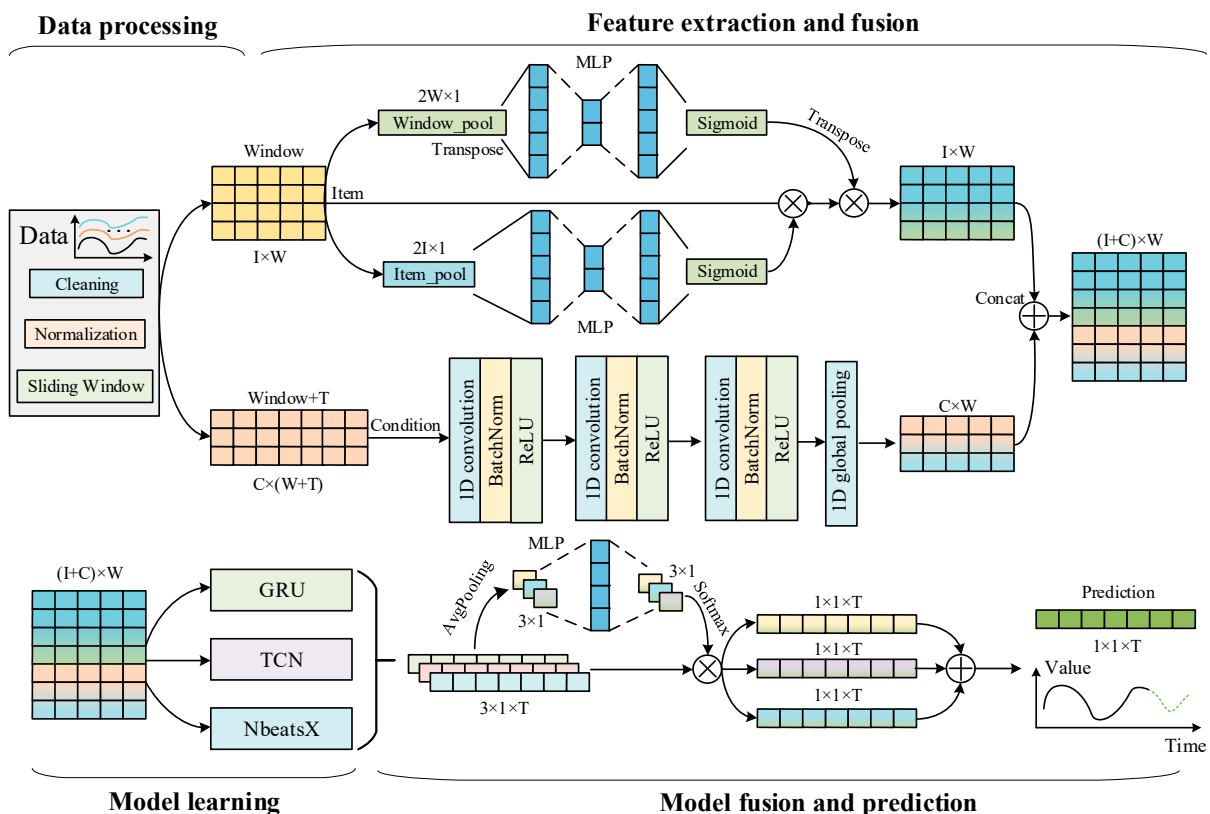 Data processing
Feature extraction and fusion
MLP
2W×1
Window_pool
Transpose
Sigmoid
Transpose
Window
Item
I×W
I×W
Data
Cleaning
Normalization
Sliding Window
2I×1
Item_pool
Sigmoid
MLP
(I+C)×W
Concat
Window+T
Condition
C×(W+T)
1D convolution
BatchNorm
ReLU
1D convolution
BatchNorm
ReLU
1D convolution
BatchNorm
ReLU
1D global pooling
C×W
(I+C)×W
GRU
TCN
NbeatsX
AvgPooling
MLP
3×1
3×1
Softmax
3×1×T
1×1×T
1×1×T
1×1×T
Prediction
1×1×T
Value
Time
Model learning
Model fusion and prediction